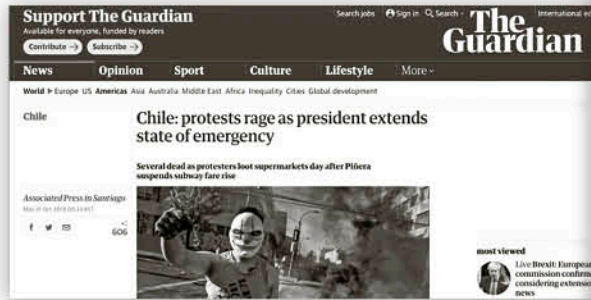 Support The Guardian
Available for everyone, funded by readers
Contribute →
Subscribe →
Search jobs
Sign in
Search
International
The
Guardian
News Opinion Sport Culture Lifestyle More
World ▸ Europe US Americas Asia Australia Middle East Africa Inequality Cities Global development
Chile
Chile: protests rage as president extends
state of emergency
Several dead as protesters loot supermarkets day after Piñera
suspends subway fare rise
Associated Press in Santiago
606
most viewed
Live Brexit: European
commission
considering
news